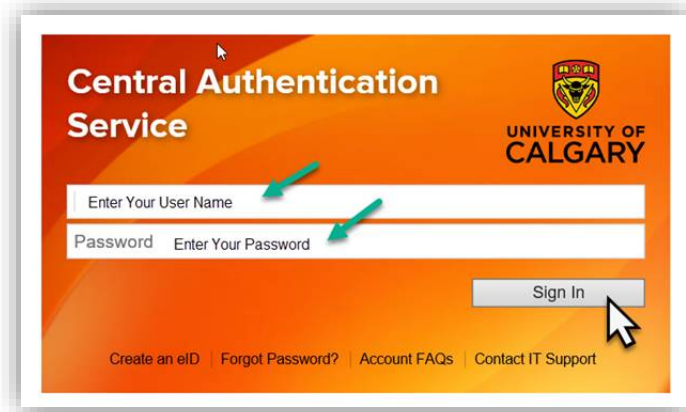 Central Authentication
Service
UNIVERSITY OF
CALGARY
Enter Your User Name
Password Enter Your Password
Sign In
Create an eID | Forgot Password? | Account FAQs | Contact IT Support